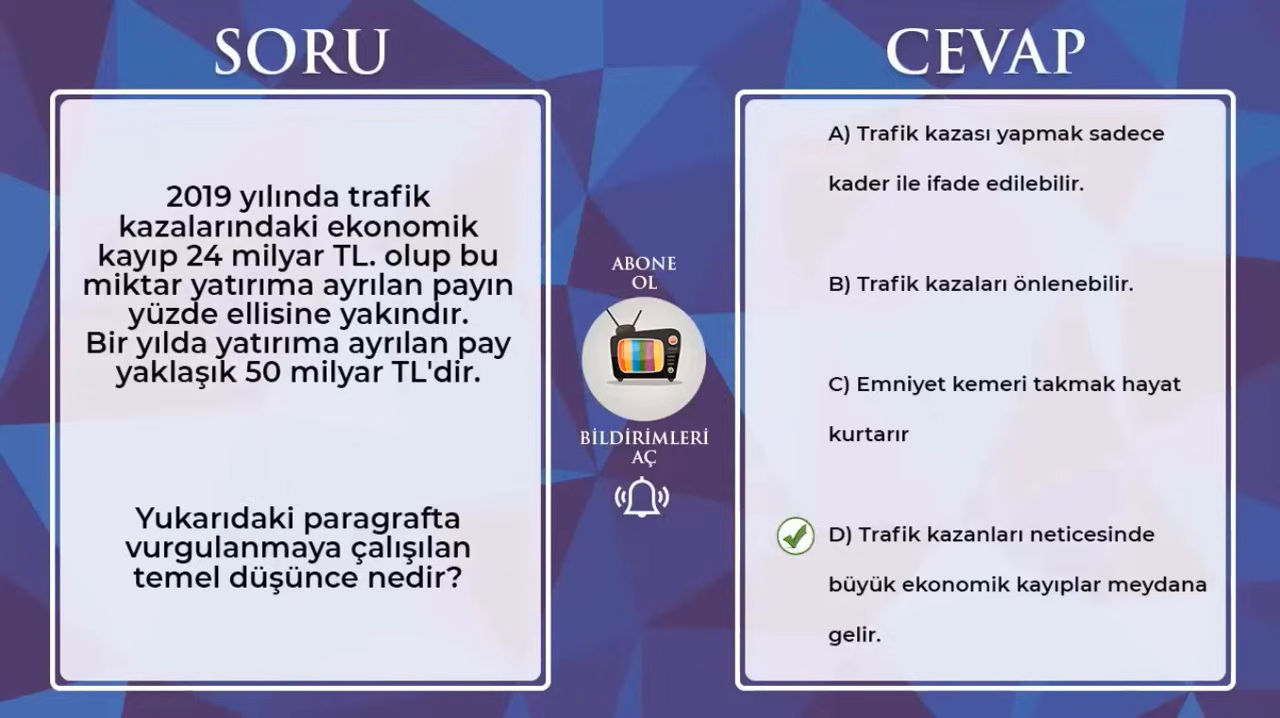 SORU
2019 yılında trafik
kazalarındaki ekonomik
kayıp 24 milyar TL. olup bu
miktar yatırıma ayrılan payın
yüzde ellisine yakındır.
Bir yılda yatırıma ayrılan pay
yaklaşık 50 milyar TL'dir.
Yukarıdaki paragrafta
vurgulanmaya çalışılan
temel düşünce nedir?
ABONE
OL
BİLDİRİMLERİ
AÇ
CEVAP
A) Trafik kazası yapmak sadece
kader ile ifade edilebilir.
B) Trafik kazaları önlenebilir.
C) Emniyet kemeri takmak hayat
kurtarır
D) Trafik kazanları neticesinde
büyük ekonomik kayıplar meydana
gelir.